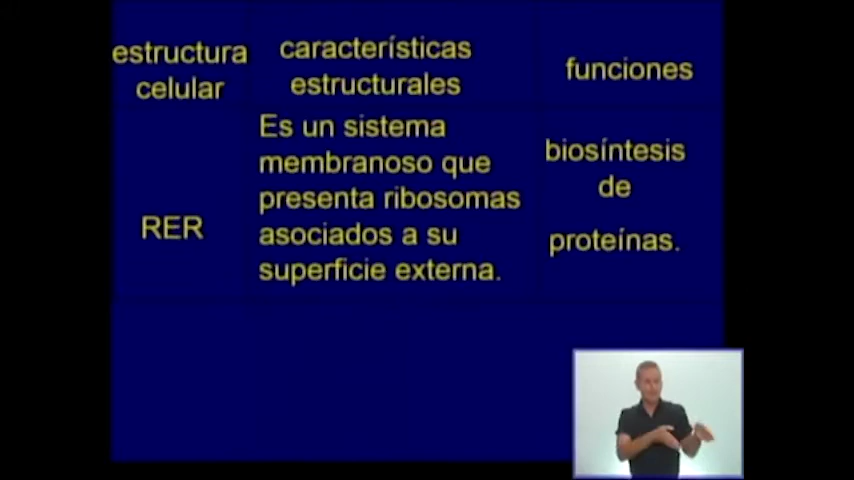 estructura
celular
características
estructurales
funciones
RER
Es un sistema
membranoso que
presenta ribosomas
asociados a su
superficie externa.
biosíntesis
de
proteínas.